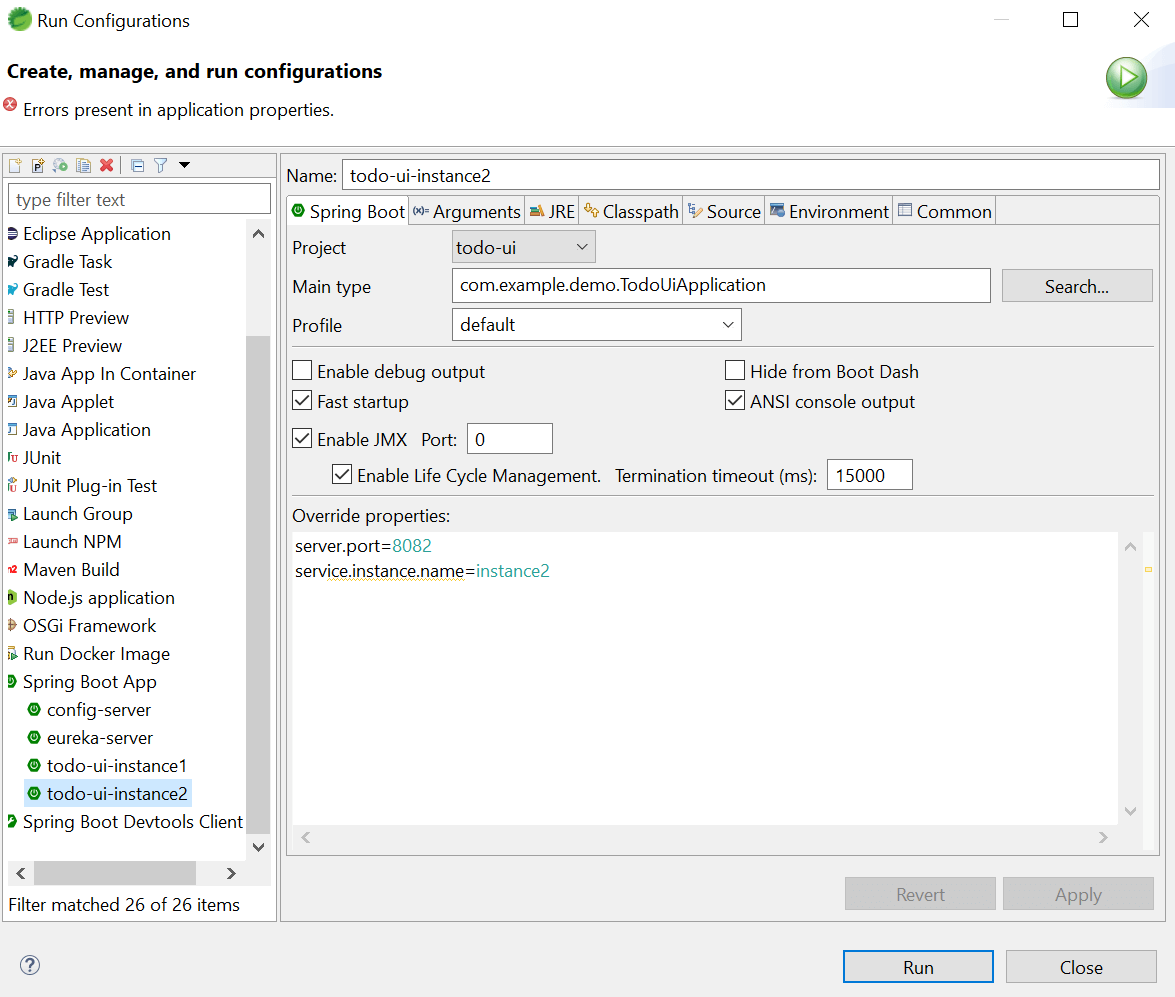 Run Configurations
Create, manage, and run configurations
Errors present in application properties.
type filter text
Eclipse Application
Gradle Task
Gradle Test
HTTP Preview
J2EE Preview
Java App In Container
Java Applet
Java Application
JUnit
JUnit Plug-in Test
Launch Group
Launch NPM
Maven Build
Node.js application
OSGi Framework
Run Docker Image
Spring Boot App
config-server
eureka-server
todo-ui-instance1
todo-ui-instance2
Spring Boot Devtools Client
Filter matched 26 of 26 items
Name: todo-ui-instance2
Spring Boot (x)= Arguments JRE Classpath Source Environment Common
Project todo-ui
Main type com.example.demo.TodoUiApplication Search...
Profile default
Enable debug output Hide from Boot Dash
Fast startup ANSI console output
Enable JMX Port: 0
Enable Life Cycle Management. Termination timeout (ms): 15000
Override properties:
server.port=8082
service.instance.name=instance2
Revert Apply
Run Close